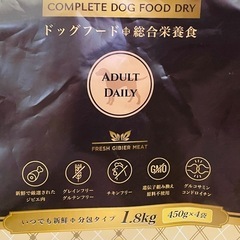 COMPLETE DOG FOOD DRY
ドッグフード 総合栄養食
ADULT
DAILY
FRESH GIBIER MEAT
GMO
新鮮で厳選された
ジビエ肉
グレインフリー
グルテンフリー
チキンフリー
遺伝子組み換え
原料不使用
グルコサミン
コンドロイチン
いつでも新鮮 分包タイプ 1.8kg 450g×4袋